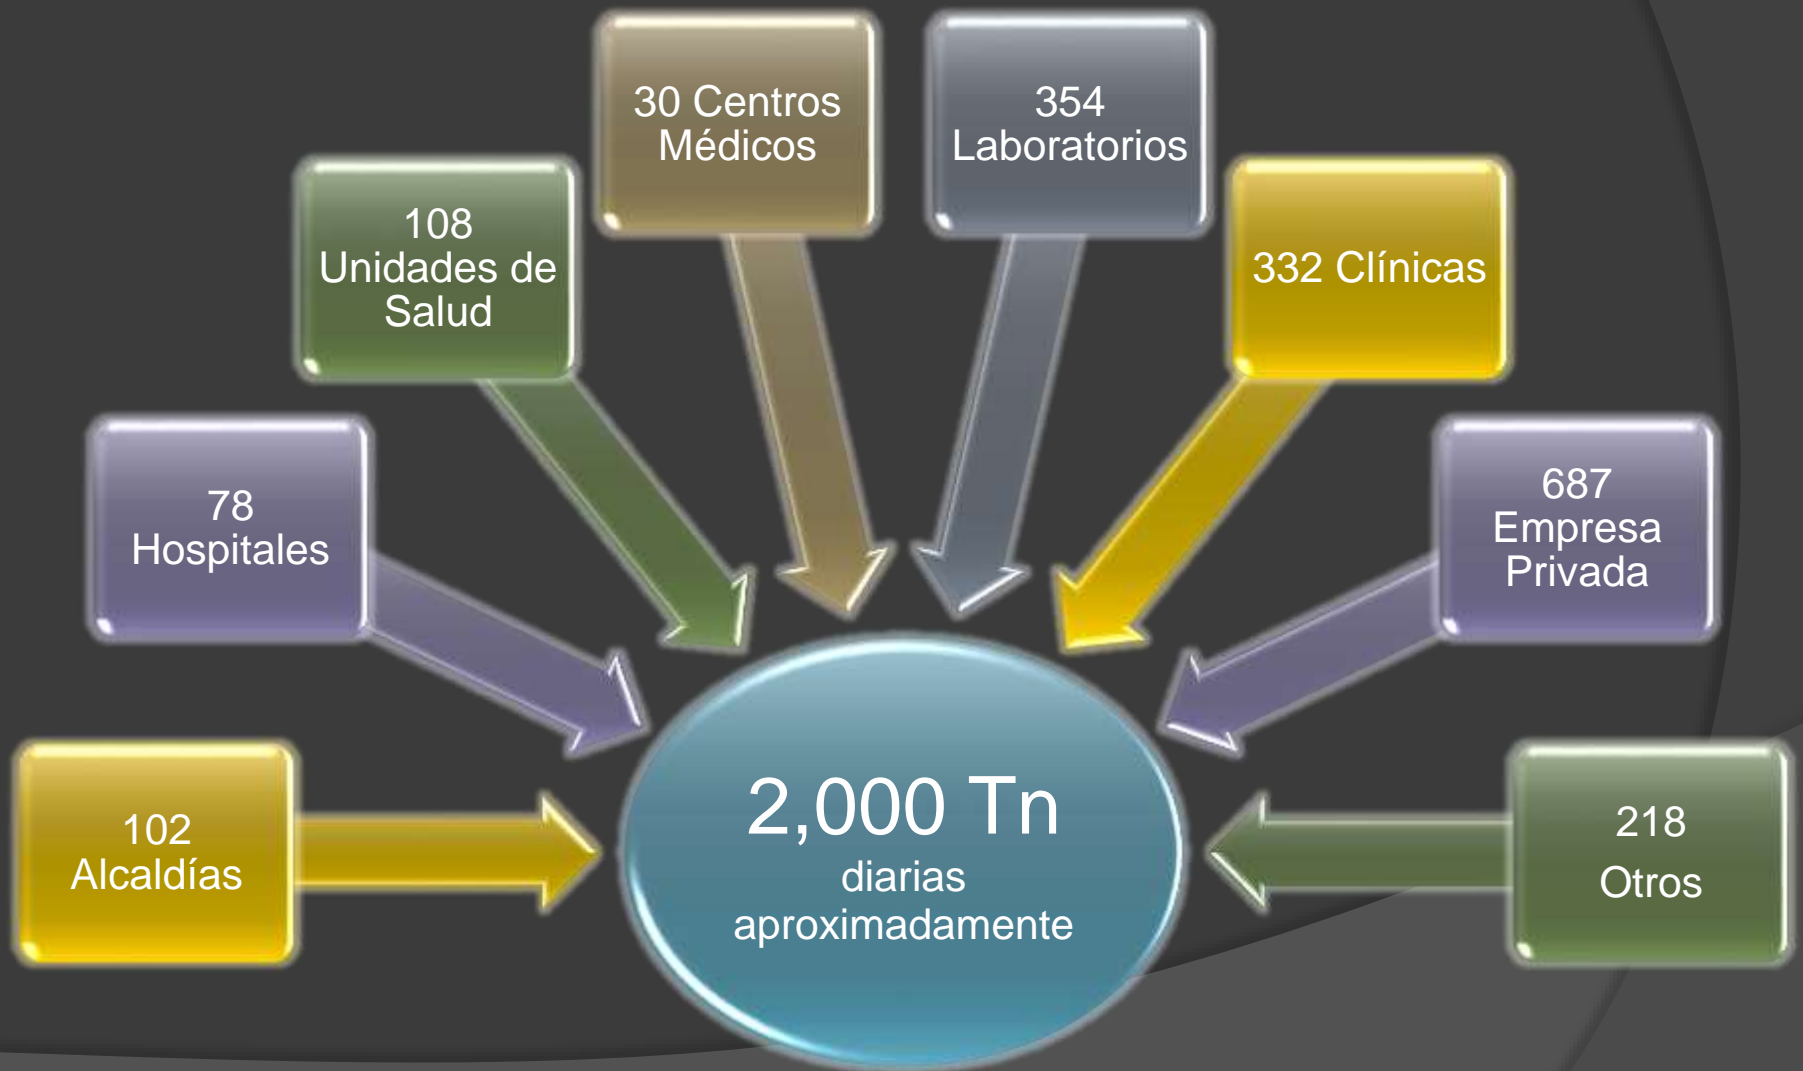 30 Centros
Médicos
354
Laboratorios
108
Unidades de
Salud
332 Clínicas
78
Hospitales
687
Empresa
Privada
102
Alcaldías
2,000 Tn
diarias
aproximadamente
218
Otros